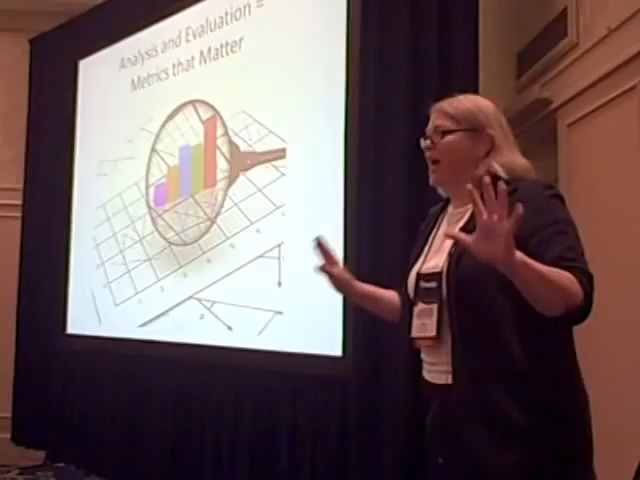 Analysis and Evaluation =
Metrics that Matter